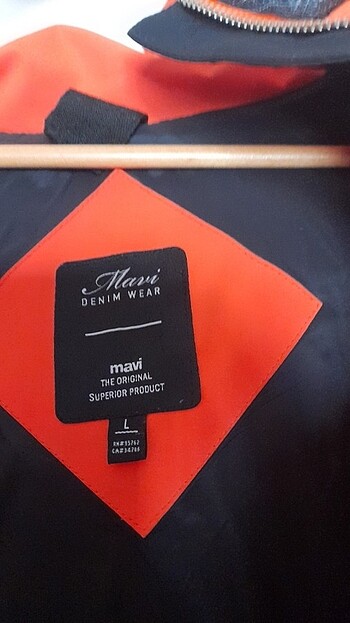 Mavi
DENIM WEAR
mavi
THE ORIGINAL
SUPERIOR PRODUCT
L